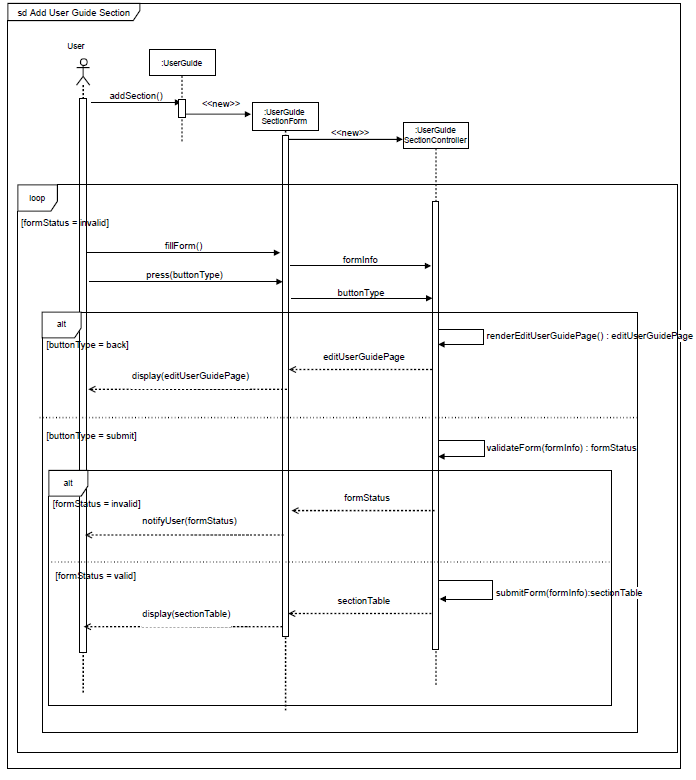 sd Add User Guide Section
User
:UserGuide
addSection()
<<new>>
:UserGuide
SectionForm
<<new>>
:UserGuide
SectionController
loop
[formStatus = invalid]
fillForm()
formInfo
press(buttonType)
buttonType
alt
[buttonType = back]
renderEditUserGuidePage() : editUserGuidePage
editUserGuidePage
display(editUserGuidePage)
[buttonType = submit]
validateForm(formInfo) : formStatus
alt
[formStatus = invalid]
formStatus
notifyUser(formStatus)
[formStatus = valid]
submitForm(formInfo):sectionTable
sectionTable
display(sectionTable)